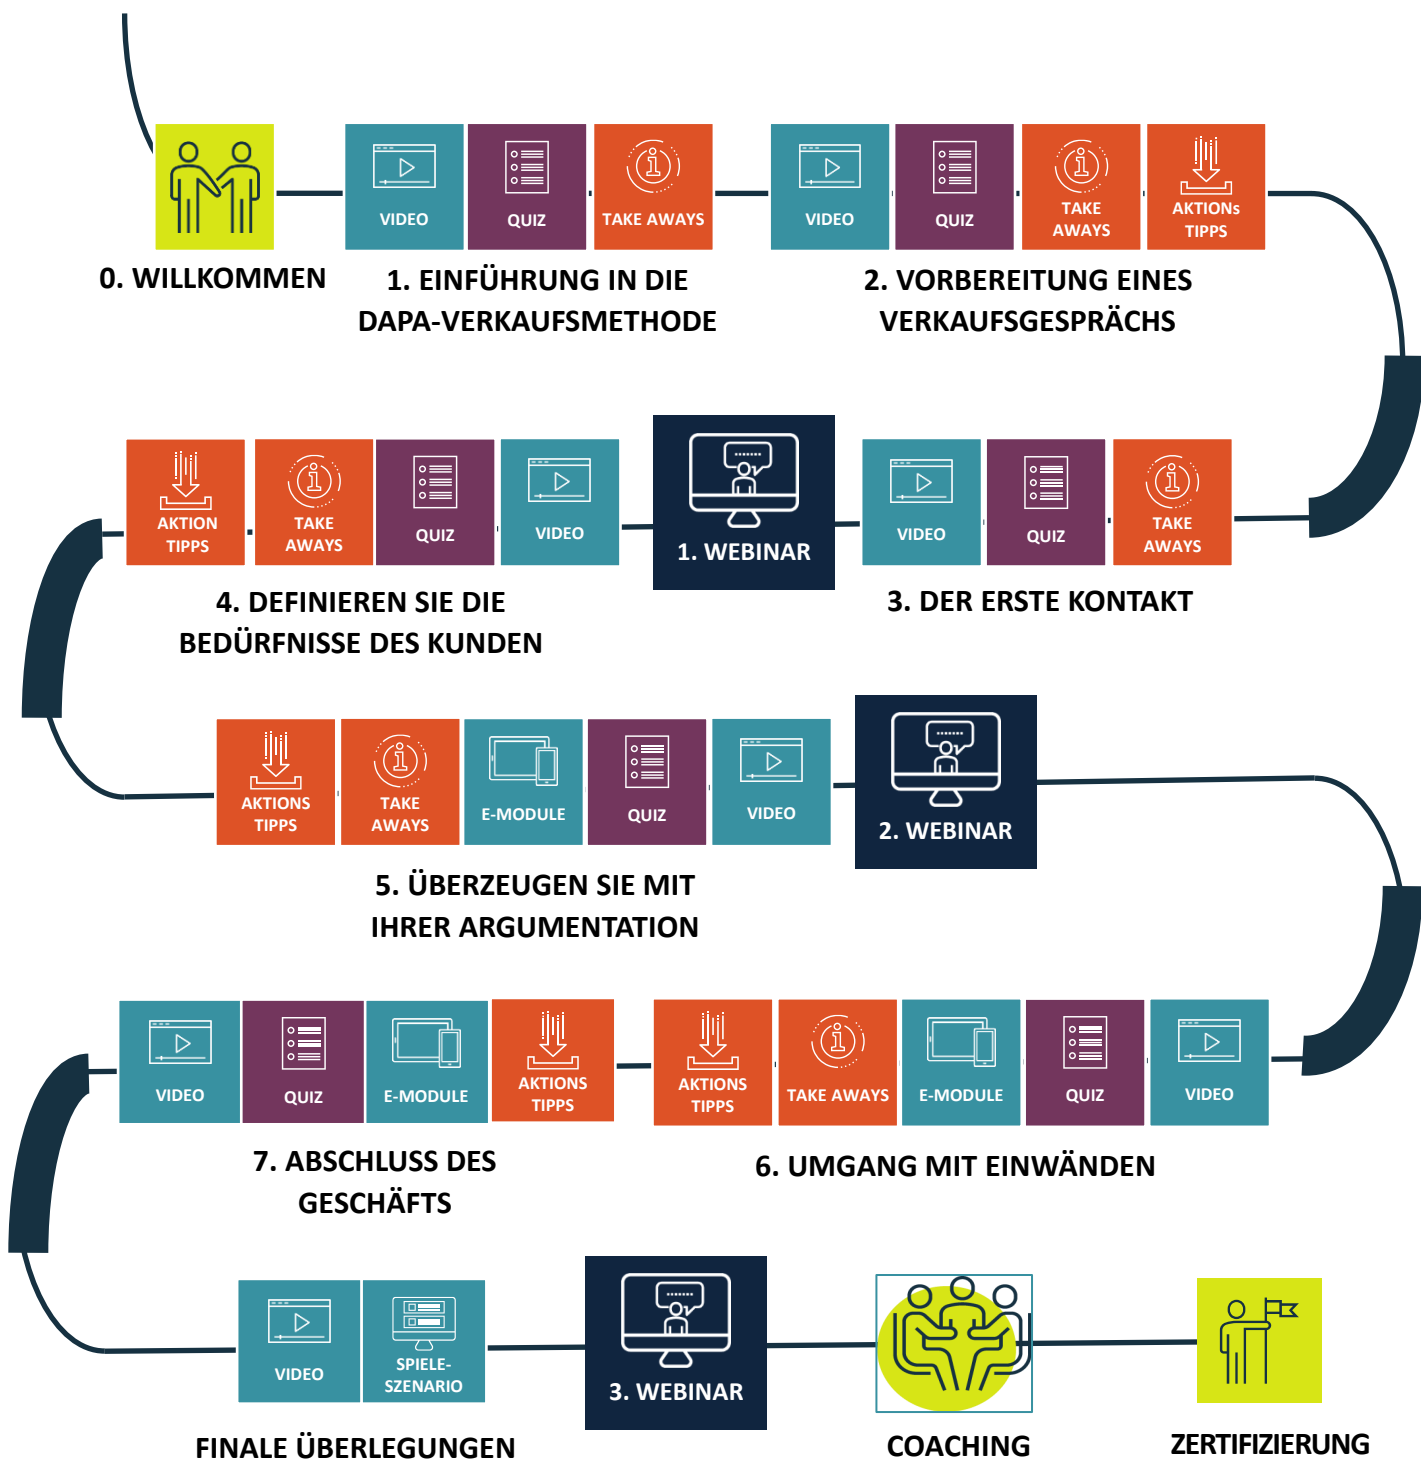 VIDEO
QUIZ
TAKE AWAYS
VIDEO
QUIZ
TAKE
AWAYS
AKTIONs
TIPPS
0. WILLKOMMEN
1. EINFÜHRUNG IN DIE
DAPA-VERKAUFSMETHODE
2. VORBEREITUNG EINES
VERKAUFSGESPRÄCHS
AKTION
TIPPS
TAKE
AWAYS
QUIZ
VIDEO
1. WEBINAR
VIDEO
QUIZ
TAKE
AWAYS
4. DEFINIEREN SIE DIE
BEDÜRFNISSE DES KUNDEN
3. DER ERSTE KONTAKT
AKTIONS
TIPPS
TAKE
AWAYS
E-MODULE
QUIZ
VIDEO
2. WEBINAR
5. ÜBERZEUGEN SIE MIT
IHRER ARGUMENTATION
VIDEO
QUIZ
E-MODULE
AKTIONS
TIPPS
AKTIONS
TIPPS
TAKE AWAYS
E-MODULE
QUIZ
VIDEO
7. ABSCHLUSS DES
GESCHÄFTS
6. UMGANG MIT EINWÄNDEN
VIDEO
SPIELE-
SZENARIO
3. WEBINAR
FINALE ÜBERLEGUNGEN
COACHING
ZERTIFIZIERUNG